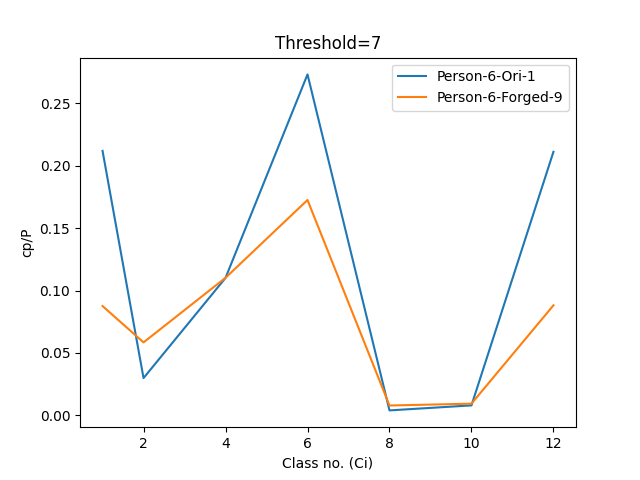 Threshold=7
Person-6-Ori-1
Person-6-Forged-9
cp/P
0.25
0.20
0.15
0.10
0.05
0.00
2 4 6 8 10 12
Class no. (Ci)